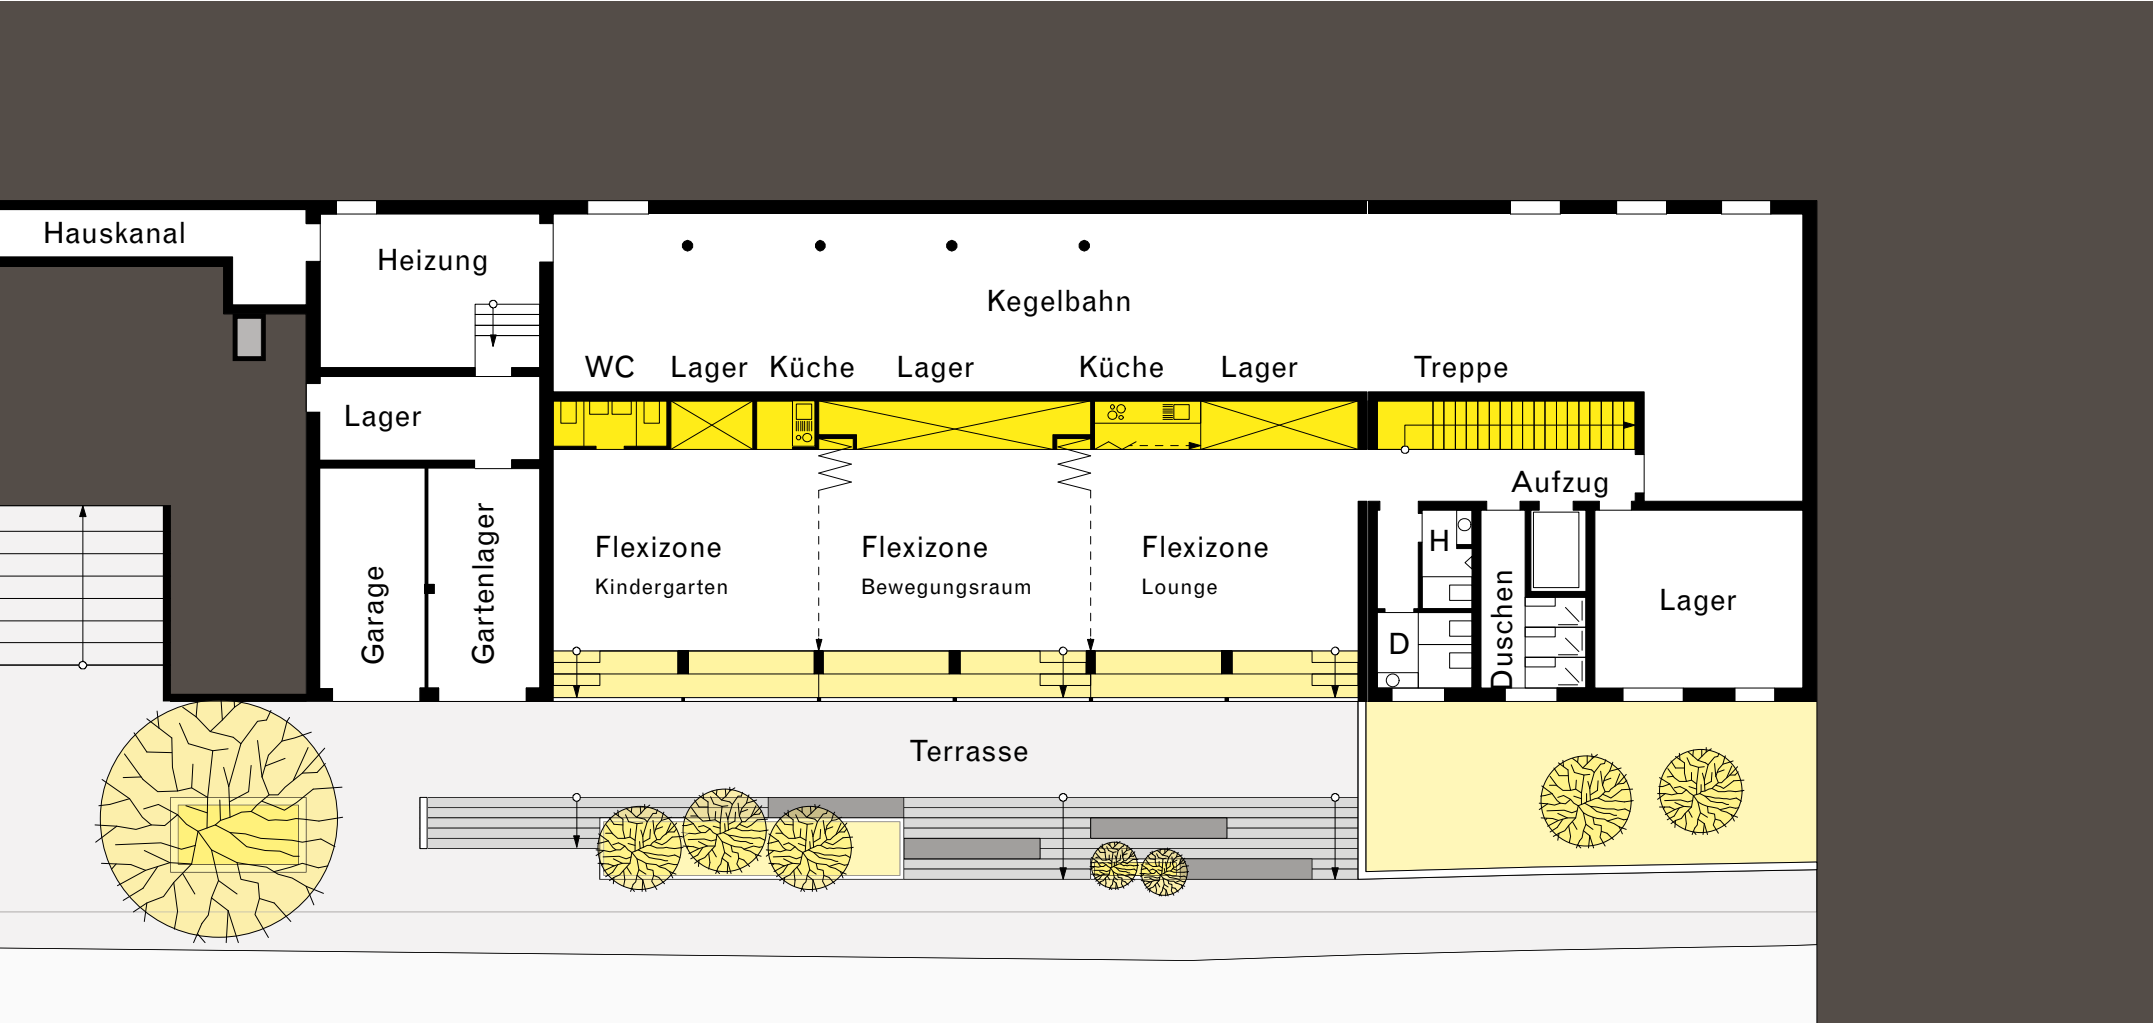 Hauskanal
Heizung
Kegelbahn
WC
Lager
Küche
Lager
Küche
Lager
Treppe
Lager
Aufzug
Garage
Gartenlager
Flexizone
Kindergarten
Flexizone
Bewegungsraum
Flexizone
Lounge
H
D
Duschen
Lager
Terrasse